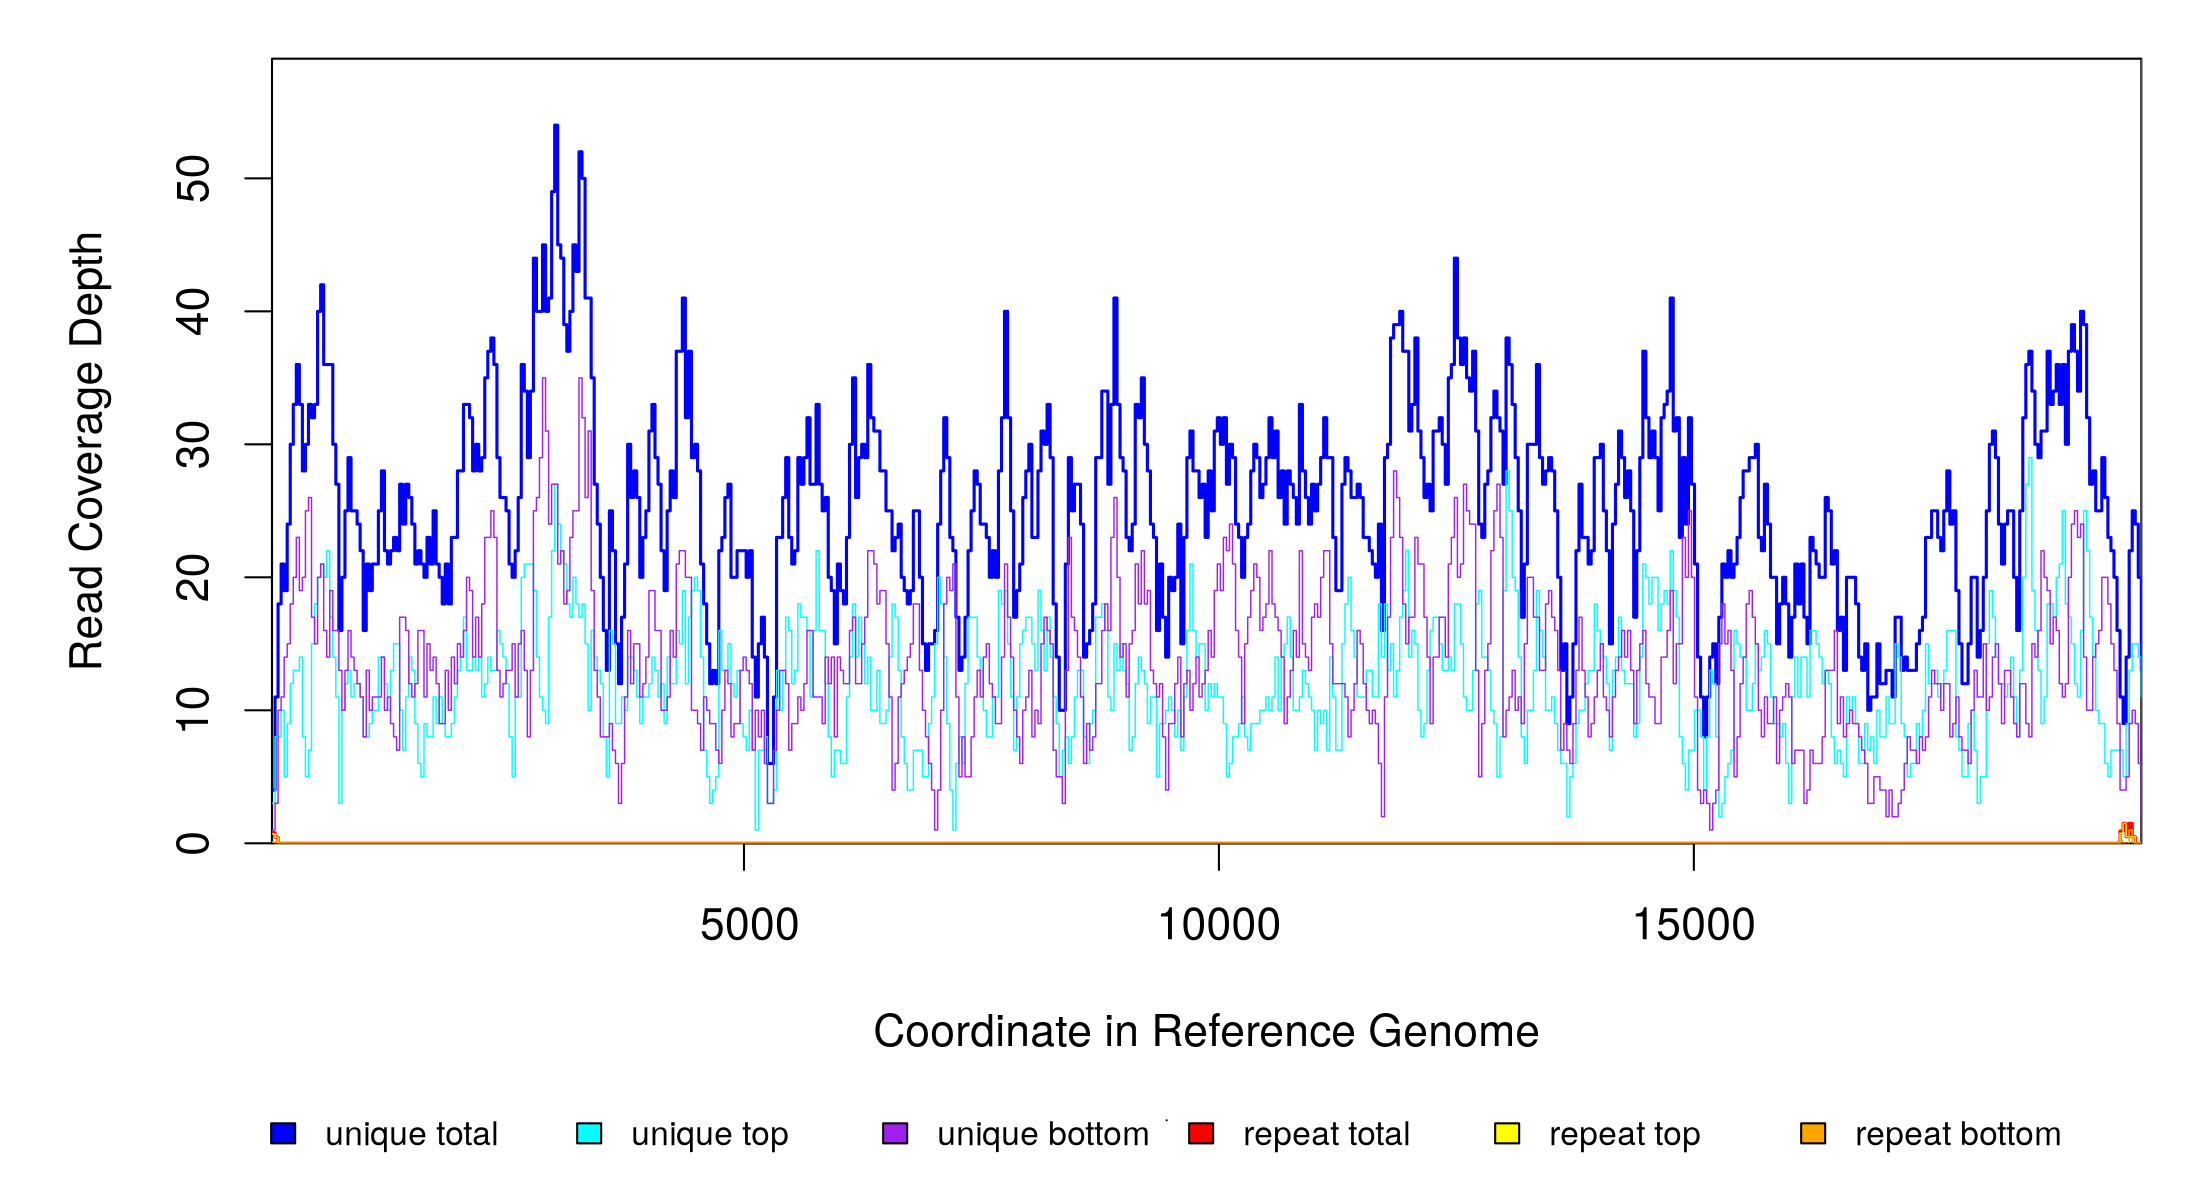 Read Coverage Depth
50
40
30
20
10
0
5000 10000 15000
Coordinate in Reference Genome
unique total unique top unique bottom repeat total repeat top repeat bottom